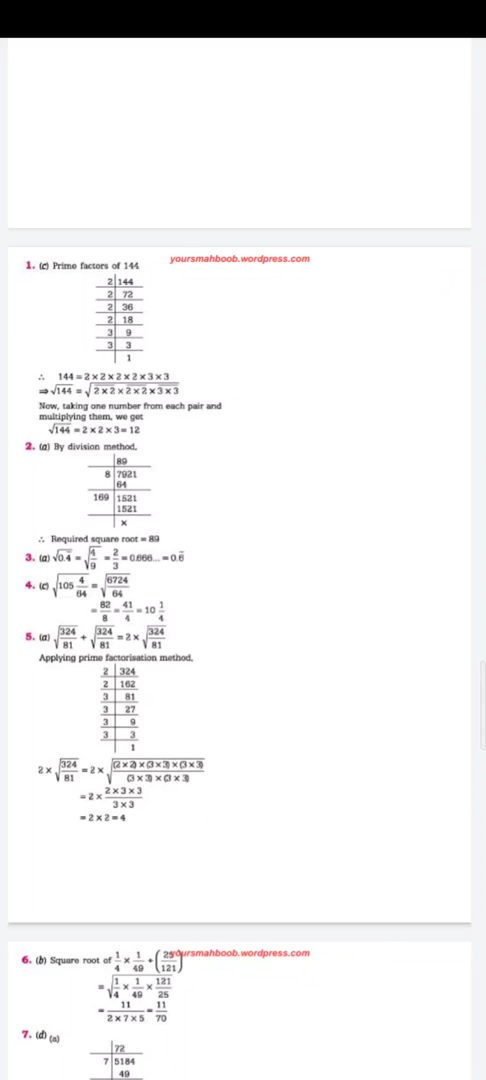 yoursmahboob.wordpress.com
1. (c) Prime factors of 144
2 | 144
2 | 72
2 | 36
2 | 18
3 | 9
3 | 3
| 1
∴ 144 = 2 × 2 × 2 × 2 × 3 × 3
⇒ √144 = √2 × 2 × 2 × 2 × 3 × 3
Now, taking one number from each pair and
multiplying them, we get
√144 = 2 × 2 × 3 = 12
2. (a) By division method,
| 89
8 | 7921
| 64
169 | 1521
| 1521
| ×
∴ Required square root = 89
3. (a) √0.4̅ = √(4/9) = 2/3 = 0.666... = 0.6̅
4. (c) √(105 4/64) = √(6724/64)
= 82/8 = 41/4 = 10 1/4
5. (a) √(324/81) + √(324/81) = 2 × √(324/81)
Applying prime factorisation method,
2 | 324
2 | 162
3 | 81
3 | 27
3 | 9
3 | 3
| 1
2 × √(324/81) = 2 × √((2 × 2) × (3 × 3) × (3 × 3) / (3 × 3) × (3 × 3))
= 2 × (2 × 3 × 3)/(3 × 3)
= 2 × 2 = 4
yoursmahboob.wordpress.com
6. (b) Square root of 1/4 × 1/49 ÷ (25/121)
= √(1/4 × 1/49 × 121/25)
= 11/(2 × 7 × 5) = 11/70
7. (d) (a)
| 72
7 | 5184
| 49